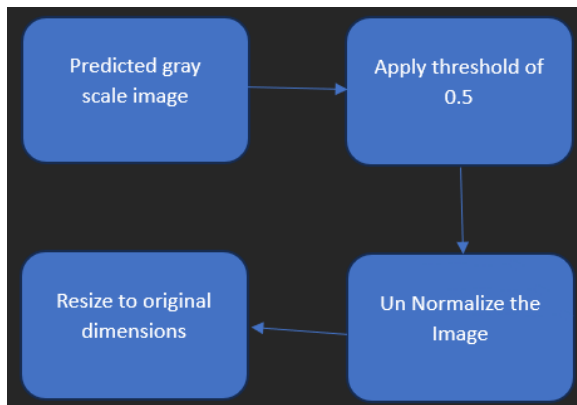 Predicted gray
scale image
Apply threshold of
0.5
Un Normalize the
Image
Resize to original
dimensions